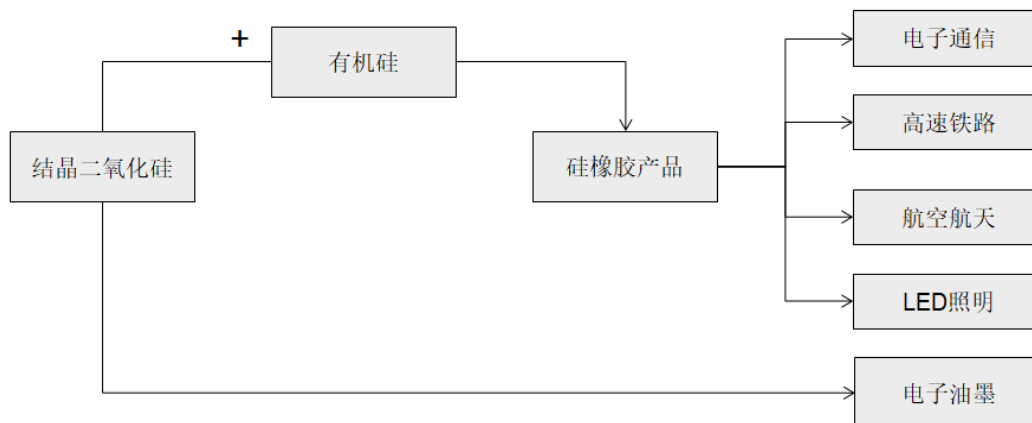 +
有机硅
电子通信
高速铁路
结晶二氧化硅
硅橡胶产品
航空航天
LED照明
电子油墨